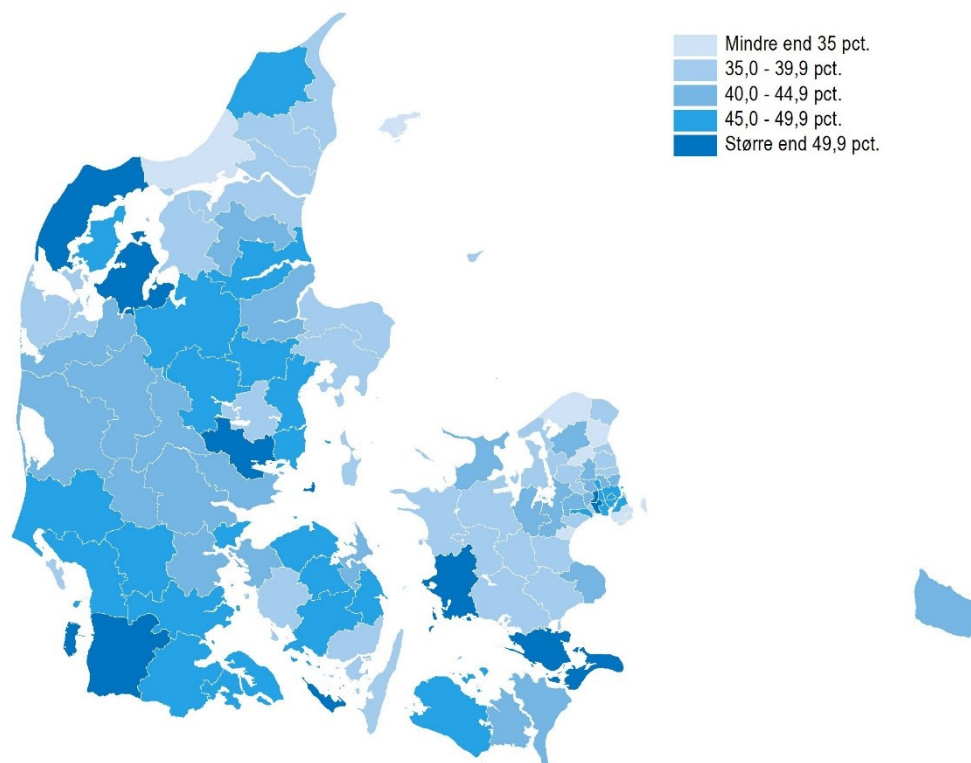 Mindre end 35 pct.
35,0 - 39,9 pct.
40,0 - 44,9 pct.
45,0 - 49,9 pct.
Større end 49,9 pct.